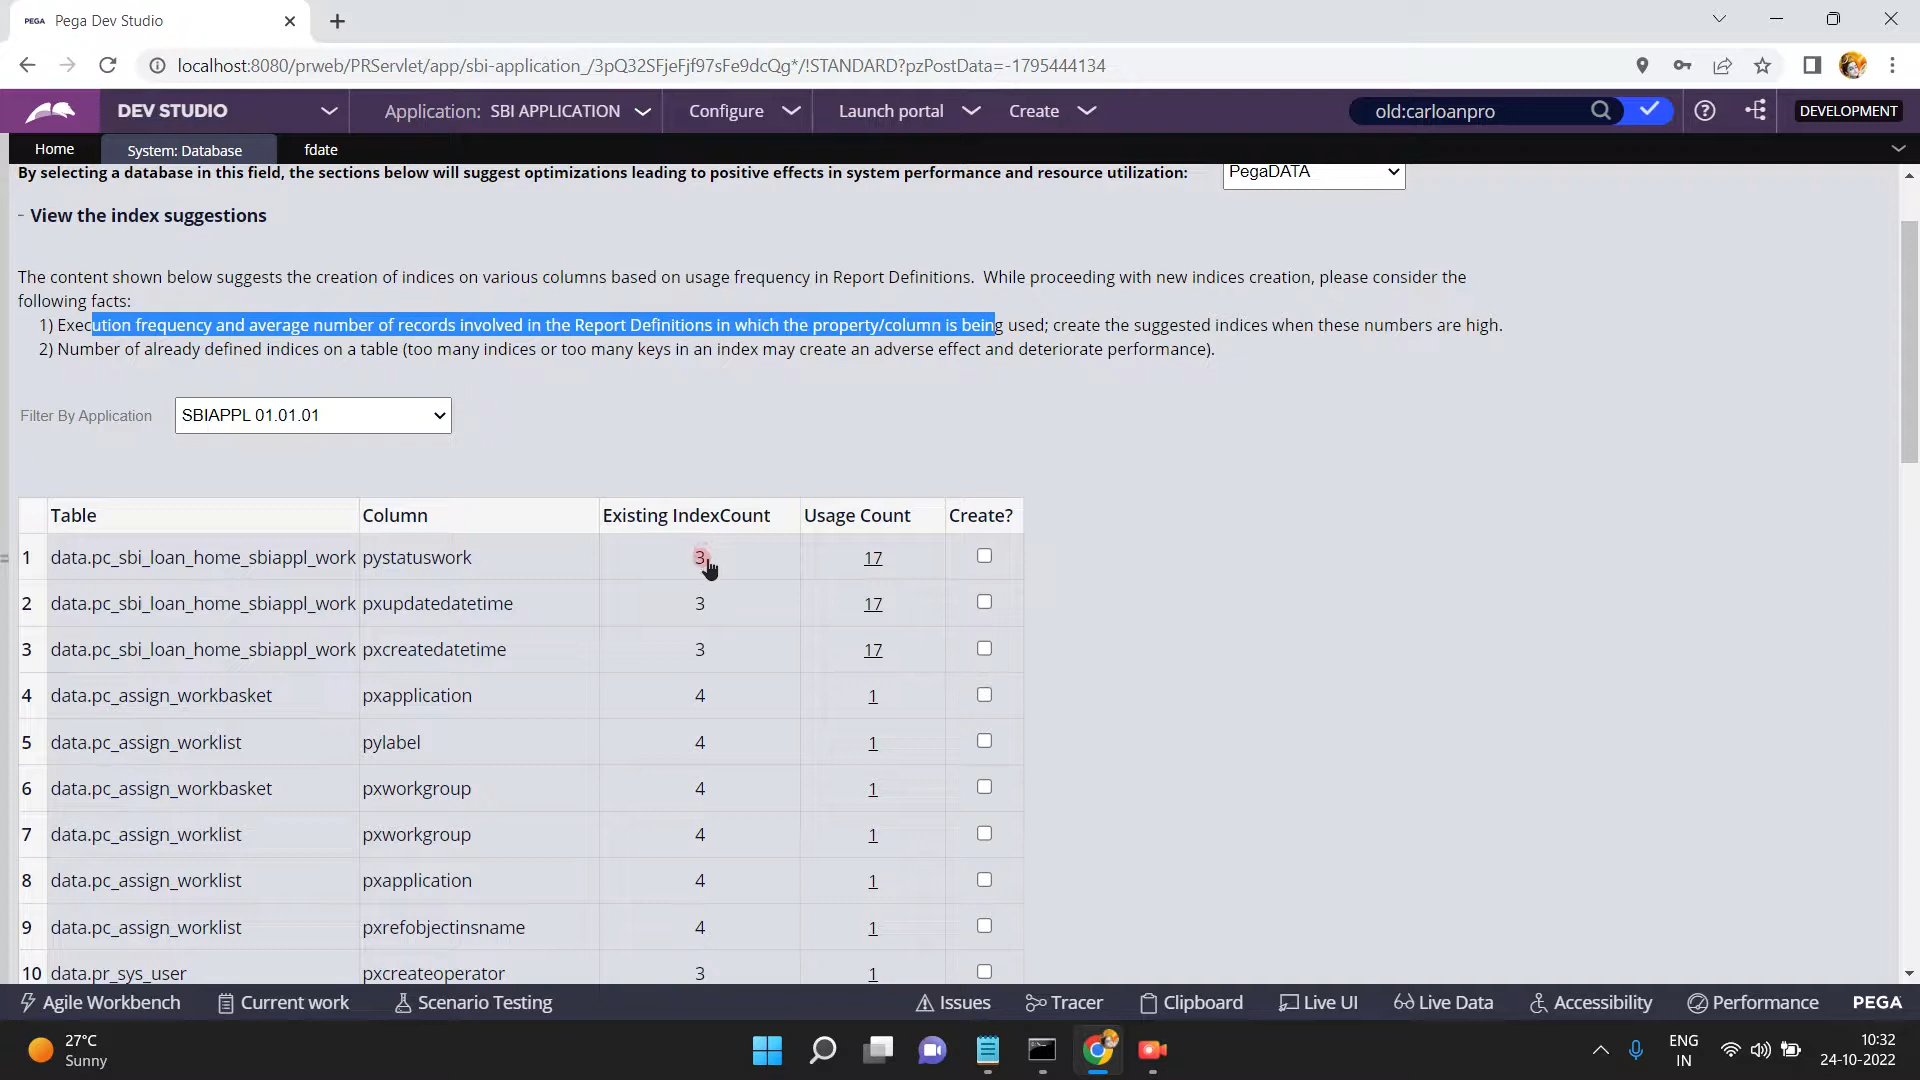 PEGA Pega Dev Studio
localhost:8080/prweb/PRServlet/app/sbi-application_/3pQ32SFjeFjf97sFe9dcQg*/!STANDARD?pzPostData=-1795444134
DEV STUDIO Application: SBI APPLICATION Configure Launch portal Create old:carloanpro DEVELOPMENT
Home System: Database fdate
By selecting a database in this field, the sections below will suggest optimizations leading to positive effects in system performance and resource utilization: PegaDATA
View the index suggestions
The content shown below suggests the creation of indices on various columns based on usage frequency in Report Definitions. While proceeding with new indices creation, please consider the
following facts:
1) Execution frequency and average number of records involved in the Report Definitions in which the property/column is being used; create the suggested indices when these numbers are high.
2) Number of already defined indices on a table (too many indices or too many keys in an index may create an adverse effect and deteriorate performance).
Filter By Application SBIAPPL 01.01.01
Table Column Existing IndexCount Usage Count Create?
1 data.pc_sbi_loan_home_sbiappl_work pystatuswork 3 17
2 data.pc_sbi_loan_home_sbiappl_work pxupdatedatetime 3 17
3 data.pc_sbi_loan_home_sbiappl_work pxcreatedatetime 3 17
4 data.pc_assign_workbasket pxapplication 4 1
5 data.pc_assign_worklist pylabel 4 1
6 data.pc_assign_workbasket pxworkgroup 4 1
7 data.pc_assign_worklist pxworkgroup 4 1
8 data.pc_assign_worklist pxapplication 4 1
9 data.pc_assign_worklist pxrefobjectinsname 4 1
10 data.pr_sys_user pxcreateoperator 3 1
Agile Workbench Current work Scenario Testing Issues Tracer Clipboard Live UI Live Data Accessibility Performance PEGA
27°C
Sunny
ENG
IN
10:32
24-10-2022